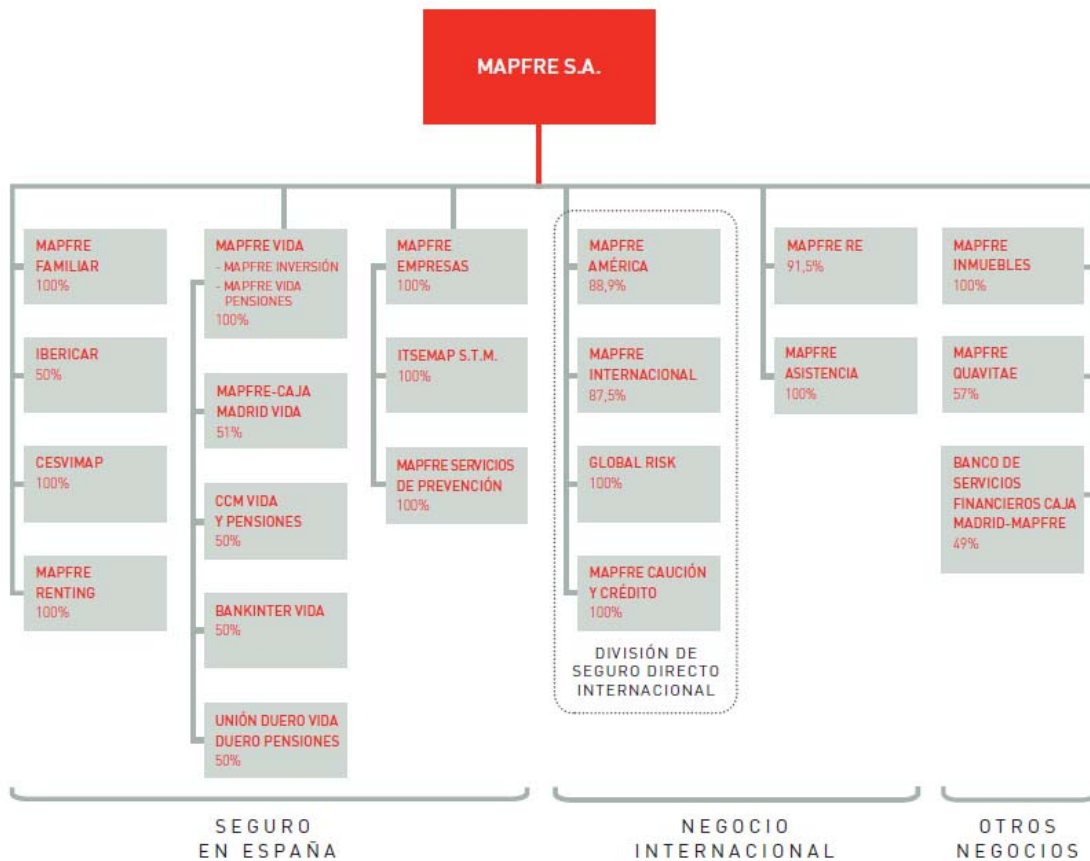 MAPFRE S.A.
MAPFRE
FAMILIAR
100%
IBERICAR
50%
CESVIMAP
100%
MAPFRE
RENTING
100%
MAPFRE VIDA
- MAPFRE INVERSIÓN
- MAPFRE VIDA
PENSIONES
100%
MAPFRE-CAJA
MADRID VIDA
51%
CCM VIDA
Y PENSIONES
50%
BANKINTER VIDA
50%
UNIÓN DUERO VIDA
DUERO PENSIONES
50%
MAPFRE
EMPRESAS
100%
ITSEMAP S.T.M.
100%
MAPFRE SERVICIOS
DE PREVENCIÓN
100%
MAPFRE
AMÉRICA
88,9%
MAPFRE
INTERNACIONAL
87,5%
GLOBAL RISK
100%
MAPFRE CAUCIÓN
Y CRÉDITO
100%
DIVISIÓN DE
SEGURO DIRECTO
INTERNACIONAL
MAPFRE RE
91,5%
MAPFRE
ASISTENCIA
100%
MAPFRE
INMUEBLES
100%
MAPFRE
QUAVITAE
57%
BANCO DE
SERVICIOS
FINANCIEROS CAJA
MADRID-MAPFRE
49%
SEGURO
EN ESPAÑA
NEGOCIO
INTERNACIONAL
OTROS
NEGOCIOS